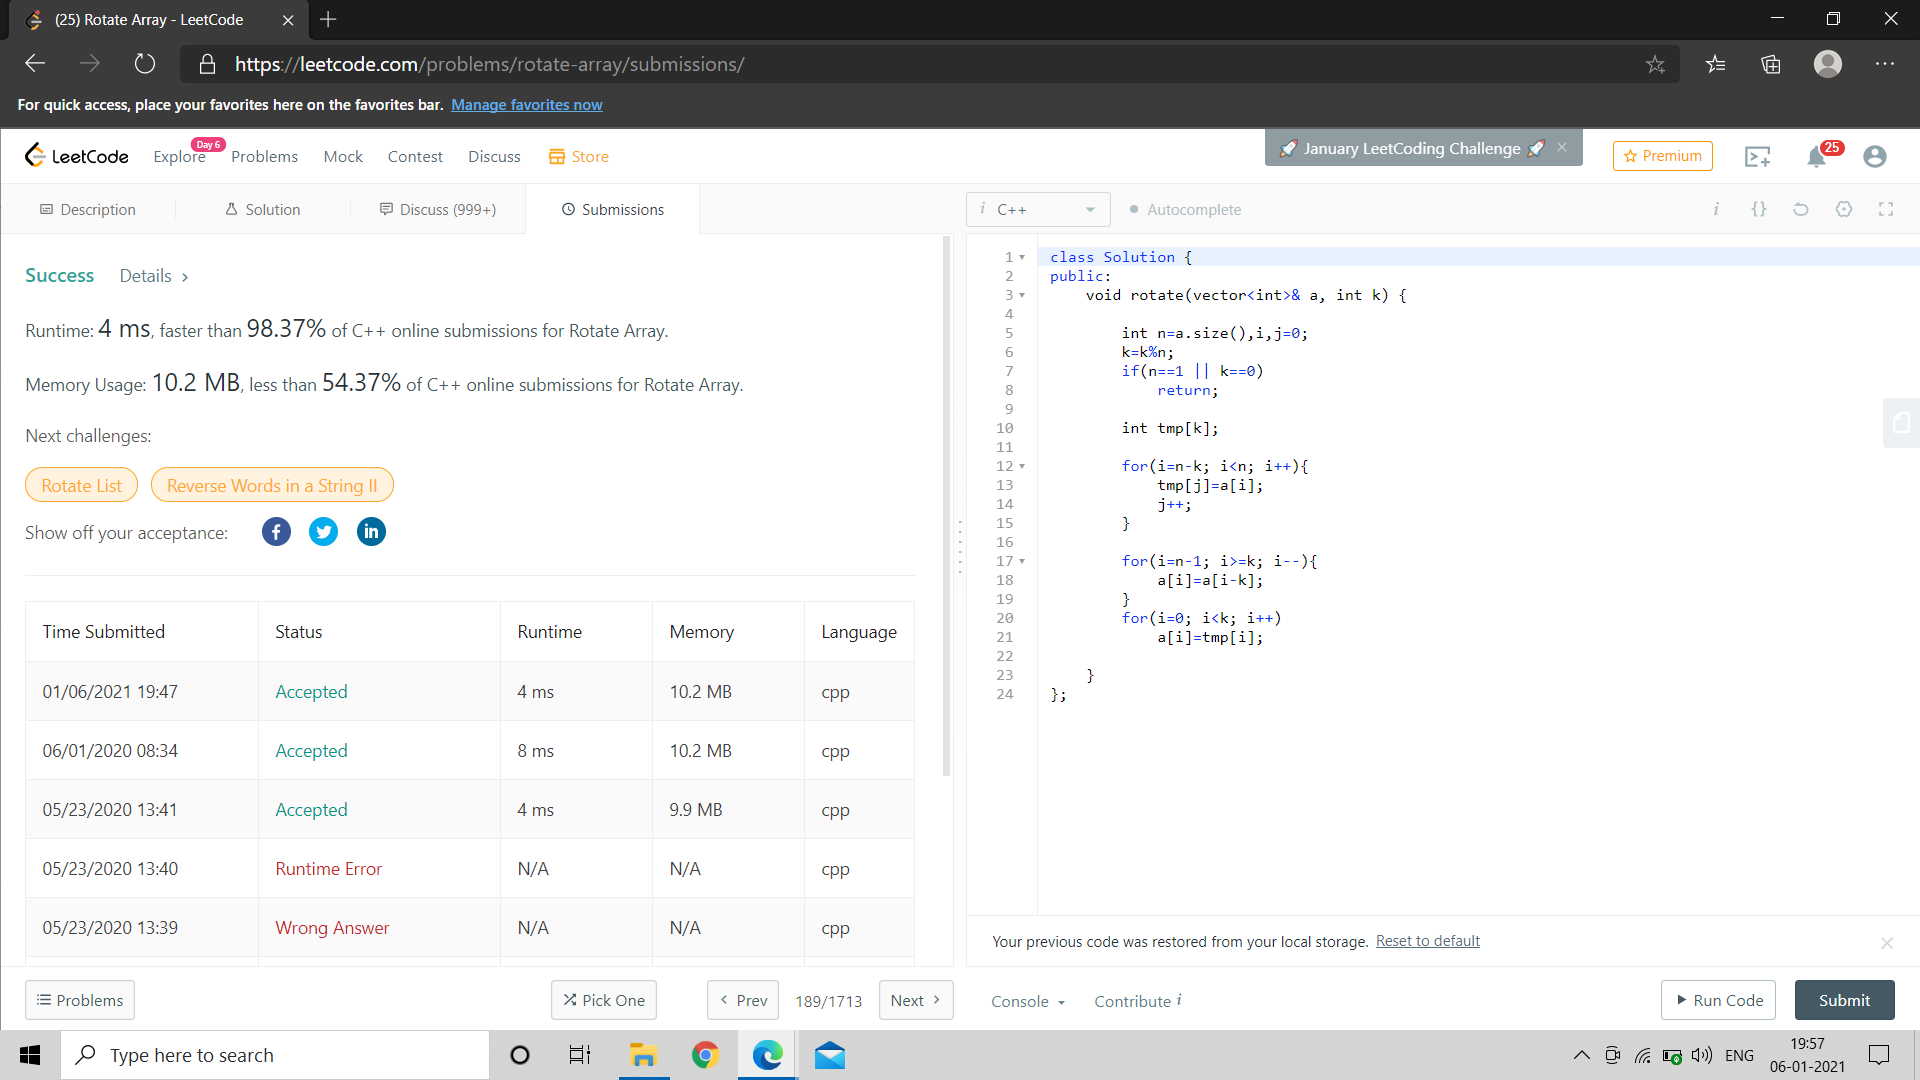 (25) Rotate Array - LeetCode
https://leetcode.com/problems/rotate-array/submissions/
For quick access, place your favorites here on the favorites bar. Manage favorites now
LeetCode
Explore
Day 6
Problems
Mock
Contest
Discuss
Store
January LeetCoding Challenge
Premium
25
Description
Solution
Discuss (999+)
Submissions
i C++
Autocomplete
i {}
Success Details >
Runtime: 4 ms, faster than 98.37% of C++ online submissions for Rotate Array.
Memory Usage: 10.2 MB, less than 54.37% of C++ online submissions for Rotate Array.
Next challenges:
Rotate List
Reverse Words in a String II
Show off your acceptance:
Time Submitted Status Runtime Memory Language
01/06/2021 19:47 Accepted 4 ms 10.2 MB cpp
06/01/2020 08:34 Accepted 8 ms 10.2 MB cpp
05/23/2020 13:41 Accepted 4 ms 9.9 MB cpp
05/23/2020 13:40 Runtime Error N/A N/A cpp
05/23/2020 13:39 Wrong Answer N/A N/A cpp
1 class Solution {
2 public:
3 void rotate(vector<int>& a, int k) {
4
5 int n=a.size(),i,j=0;
6 k=k%n;
7 if(n==1 || k==0)
8 return;
9
10 int tmp[k];
11
12 for(i=n-k; i<n; i++){
13 tmp[j]=a[i];
14 j++;
15 }
16
17 for(i=n-1; i>=k; i--){
18 a[i]=a[i-k];
19 }
20 for(i=0; i<k; i++)
21 a[i]=tmp[i];
22
23 }
24 };
Your previous code was restored from your local storage. Reset to default
Problems
Pick One
< Prev
189/1713
Next >
Console
Contribute i
Run Code
Submit
Type here to search
ENG
19:57
06-01-2021